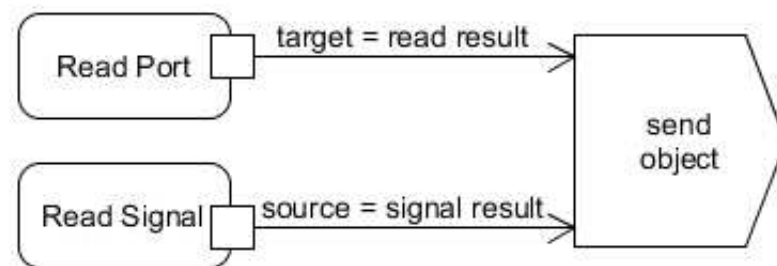 target = read result
Read Port
send
object
Read Signal
source = signal result